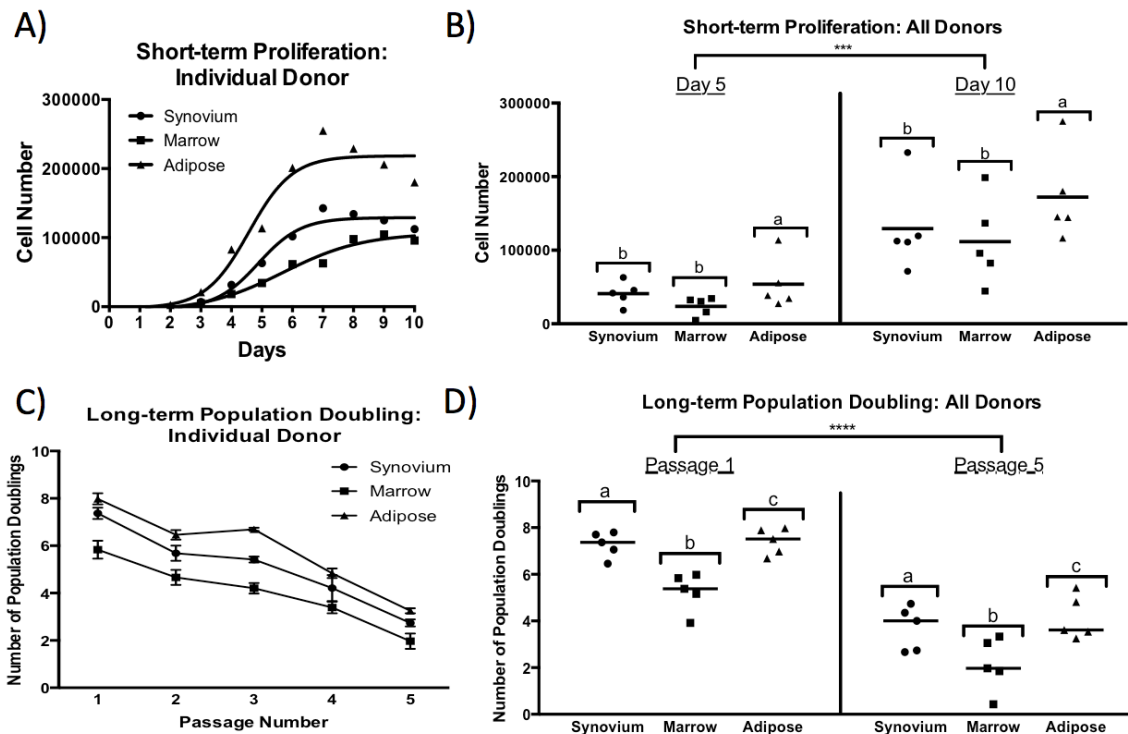 A)
Short-term Proliferation:
Individual Donor
Synovium
Marrow
Adipose
300000
200000
100000
0
Cell Number
0 1 2 3 4 5 6 7 8 9 10
Days
B)
Short-term Proliferation: All Donors
***
Day 5 Day 10
300000
200000
100000
0
Cell Number
b b a b b a
Synovium Marrow Adipose Synovium Marrow Adipose
C)
Long-term Population Doubling:
Individual Donor
Synovium
Marrow
Adipose
10
8
6
4
2
0
Number of Population Doublings
1 2 3 4 5
Passage Number
D)
Long-term Population Doubling: All Donors
****
Passage 1 Passage 5
10
8
6
4
2
0
Number of Population Doublings
a b c a b c
Synovium Marrow Adipose Synovium Marrow Adipose